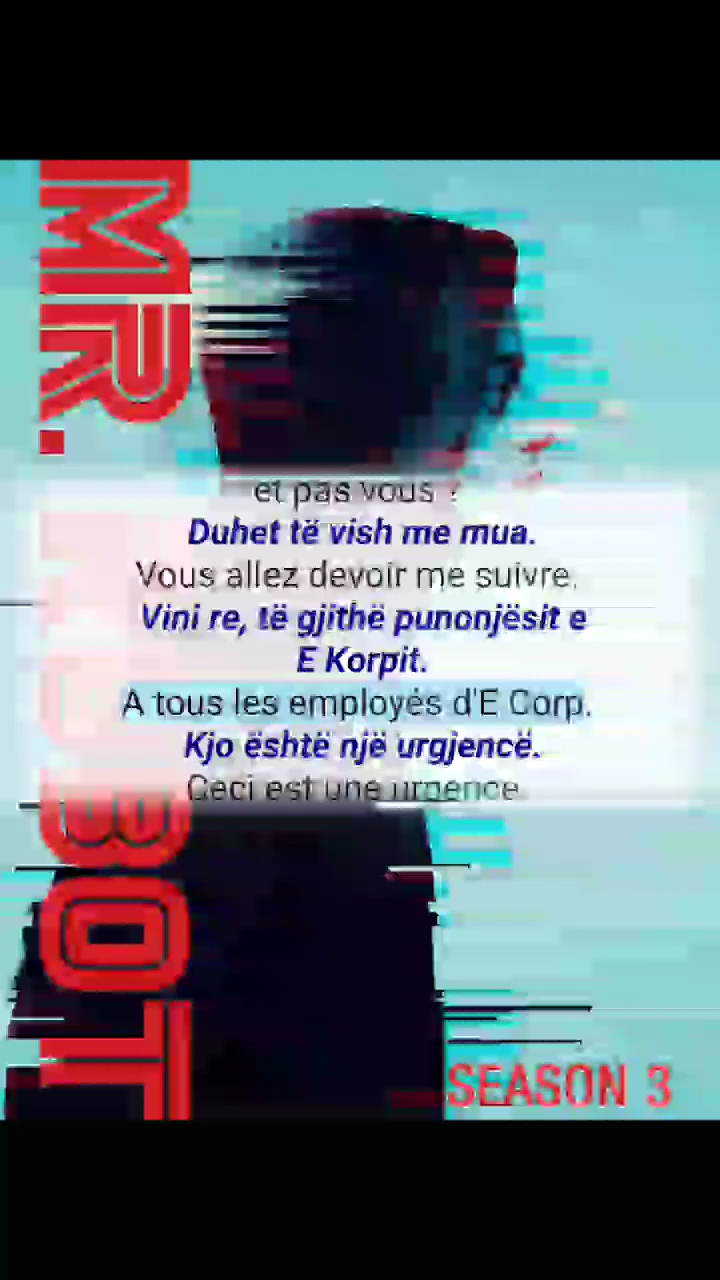 MR. ROBOT
et pas vous ?
Duhet të vish me mua.
Vous allez devoir me suivre.
Vini re, të gjithë punonjësit e
E Korpit.
A tous les employés d'E Corp.
Kjo është një urgjencë.
Ceci est une urgence.
SEASON 3